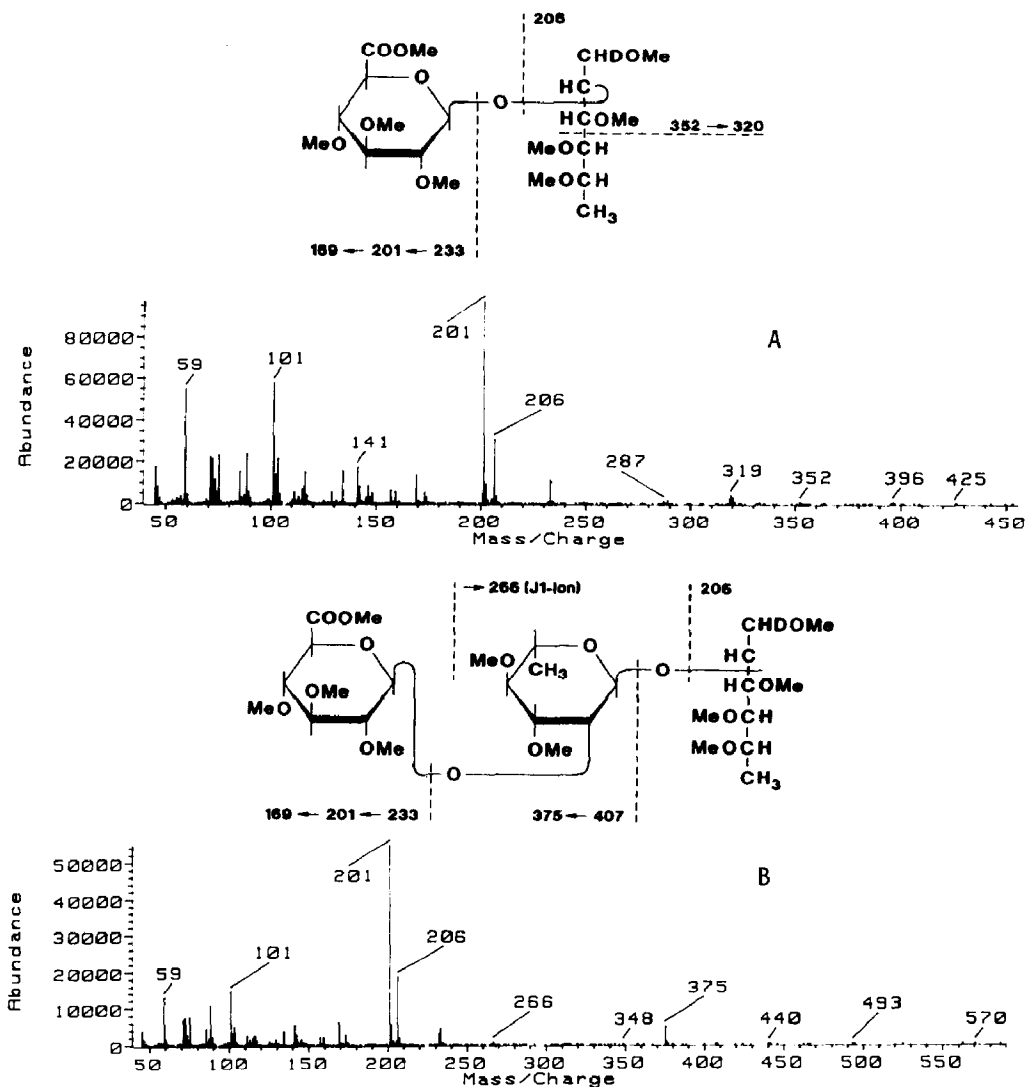 206
COOMe
CHDOMe
O
HC
O
OMe
HCOMe
352 → 320
MeO
MeOCH
OMe
MeOCH
CH₃
169 ← 201 ← 233
Abundance
80000
60000
40000
20000
0
59
101
141
201
206
287
319
352
396
425
A
50 100 150 200 250 300 350 400 450
Mass/Charge
→ 266 (J1-ion)
206
COOMe
CHDOMe
O
O
HC
MeO
CH₃
O
HCOMe
OMe
MeO
MeOCH
OMe
OMe
MeOCH
CH₃
O
169 ← 201 ← 233
375 ← 407
Abundance
50000
40000
30000
20000
10000
0
59
101
201
206
266
348
375
440
493
570
B
50 100 150 200 250 300 350 400 450 500 550
Mass/Charge